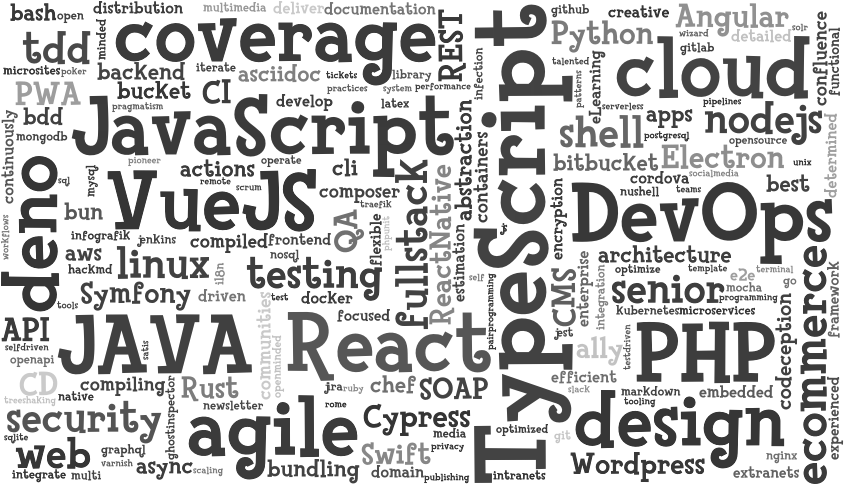 bash
open
distribution
multimedia
deliver
documentation
REST
github
creative
Angular
wizard
detailed
solr
confluence
functional
tdd
minded
coverage
Python
gitlab
microsites
poker
backend
iterate
asciidoc
tickets
library
infection
talented
patterns
eLearning
cloud
PWA
bucket
CI
practices
system
performance
serverless
pipelines
pragmatism
develop
latex
apps
nodejs
continuously
bdd
JavaScript
shell
postgresql
opensource
mongodb
abstraction
containers
TypeScript
bitbucket
Electron
unix
determined
pioneer
actions
operate
cli
fullstack
cordova
socialmedia
sql
mysql
remote
scrum
composer
nushell
teams
best
deno
VueJS
traefik
ReactNative
encryption
DevOps
workflows
bun
QA
flexible
phpunit
infografik
jenkins
compiled
frontend
estimation
jr
aws
nosql
architecture
hackmd
linux
i18n
testing
self
CMS
enterprise
integration
optimize
template
e2e
terminal
tools
Symfony
driven
test
docker
pairprogramming
senior
mocha
go
programming
framework
API
JAVA
communities
focused
Kubernetes
microservices
selfdriven
satis
React
jest
ally
testdriven
PHP
codeception
ecommerce
openapi
openminded
CD
compiling
Rust
jira
ruby
chef
SOAP
efficient
slack
markdown
embedded
experienced
treeshaking
native
ghostinspector
newsletter
rome
tooling
security
agile
Cypress
optimized
git
design
sqlite
media
web
graphql
Swift
privacy
Wordpress
nginx
varnish
async
scaling
bundling
domain
publishing
intranets
extranets
integrate
multi